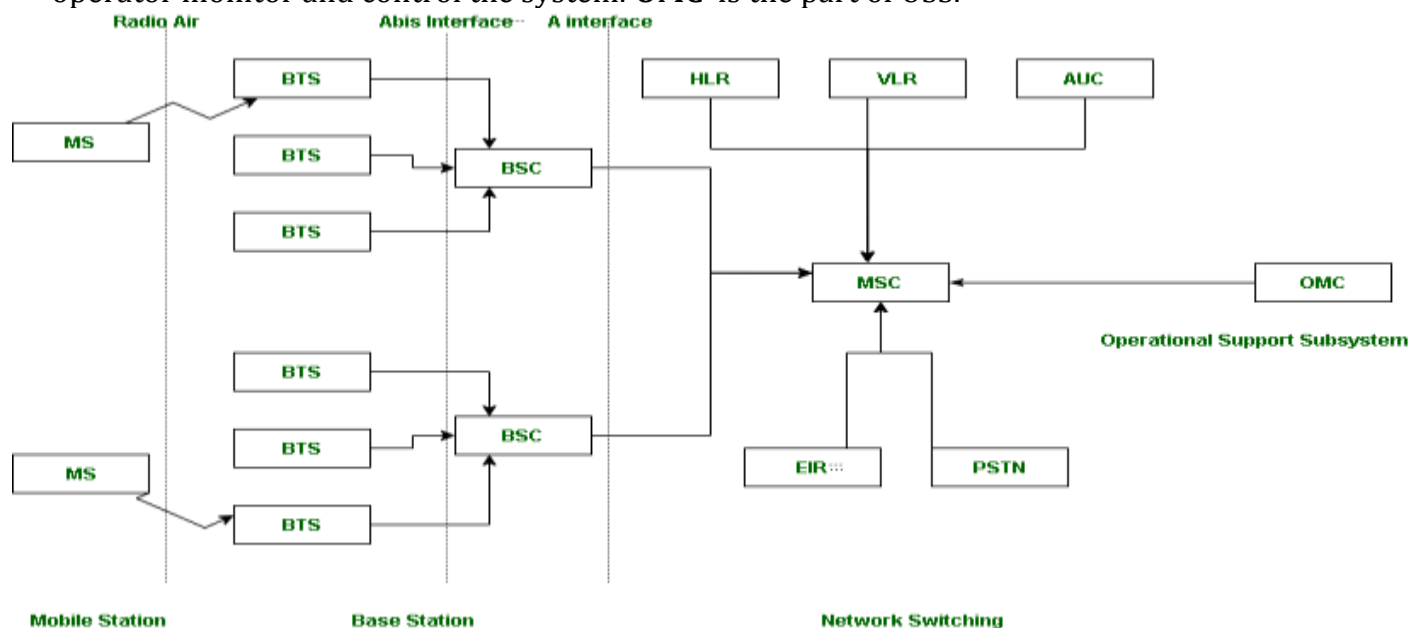 operator monitor and control the system. OMC is the part of OSS.
Radio Air Abis Interface A interface
BTS HLR VLR AUC
MS BTS BSC
BTS
MSC OMC
Operational Support Subsystem
BTS
BTS BSC
MS EIR PSTN
BTS
Mobile Station Base Station Network Switching